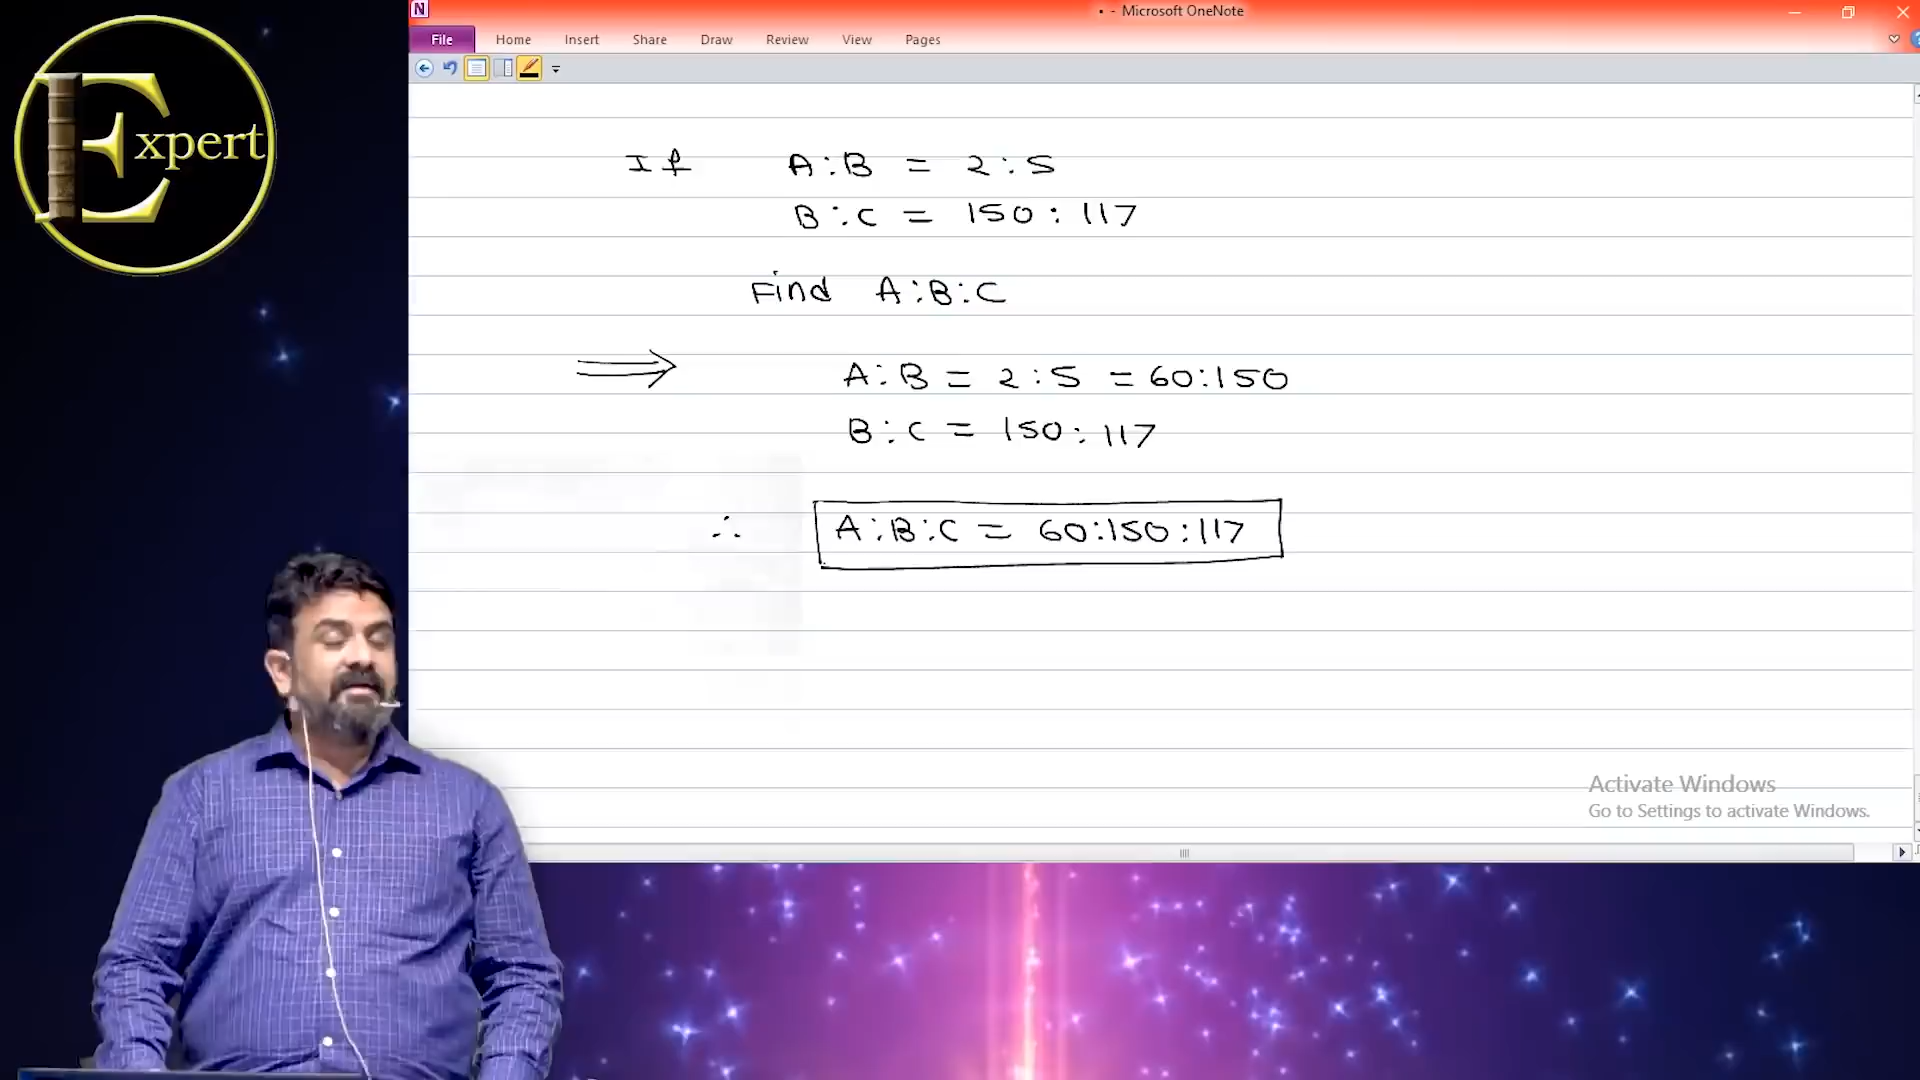 Expert
N
• - Microsoft OneNote
File Home Insert Share Draw Review View Pages
If A:B = 2:5
B:C = 150:117
Find A:B:C
⟹ A:B = 2:5 = 60:150
B:C = 150:117
∴ A:B:C = 60:150:117
Activate Windows
Go to Settings to activate Windows.